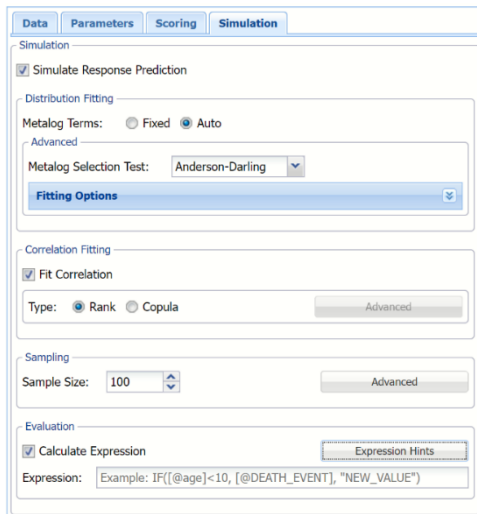 Data Parameters Scoring Simulation
Simulation
Simulate Response Prediction
Distribution Fitting
Metalog Terms: Fixed Auto
Advanced
Metalog Selection Test: Anderson-Darling
Fitting Options
Correlation Fitting
Fit Correlation
Type: Rank Copula Advanced
Sampling
Sample Size: 100 Advanced
Evaluation
Calculate Expression Expression Hints
Expression: Example: IF([@age]<10, [@DEATH_EVENT], "NEW_VALUE")